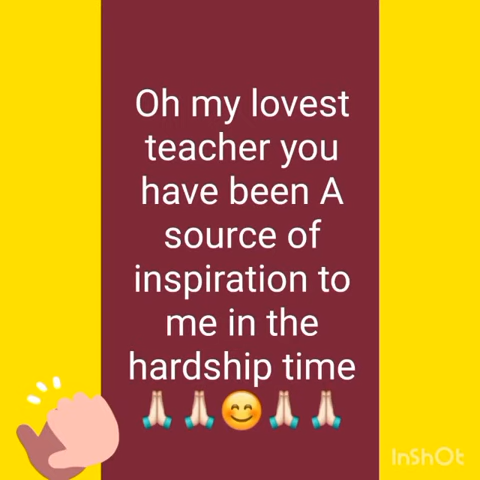 Oh my lovest
teacher you
have been A
source of
inspiration to
me in the
hardship time
🙏🏻🙏🏻😊🙏🏻🙏🏻
InShOt